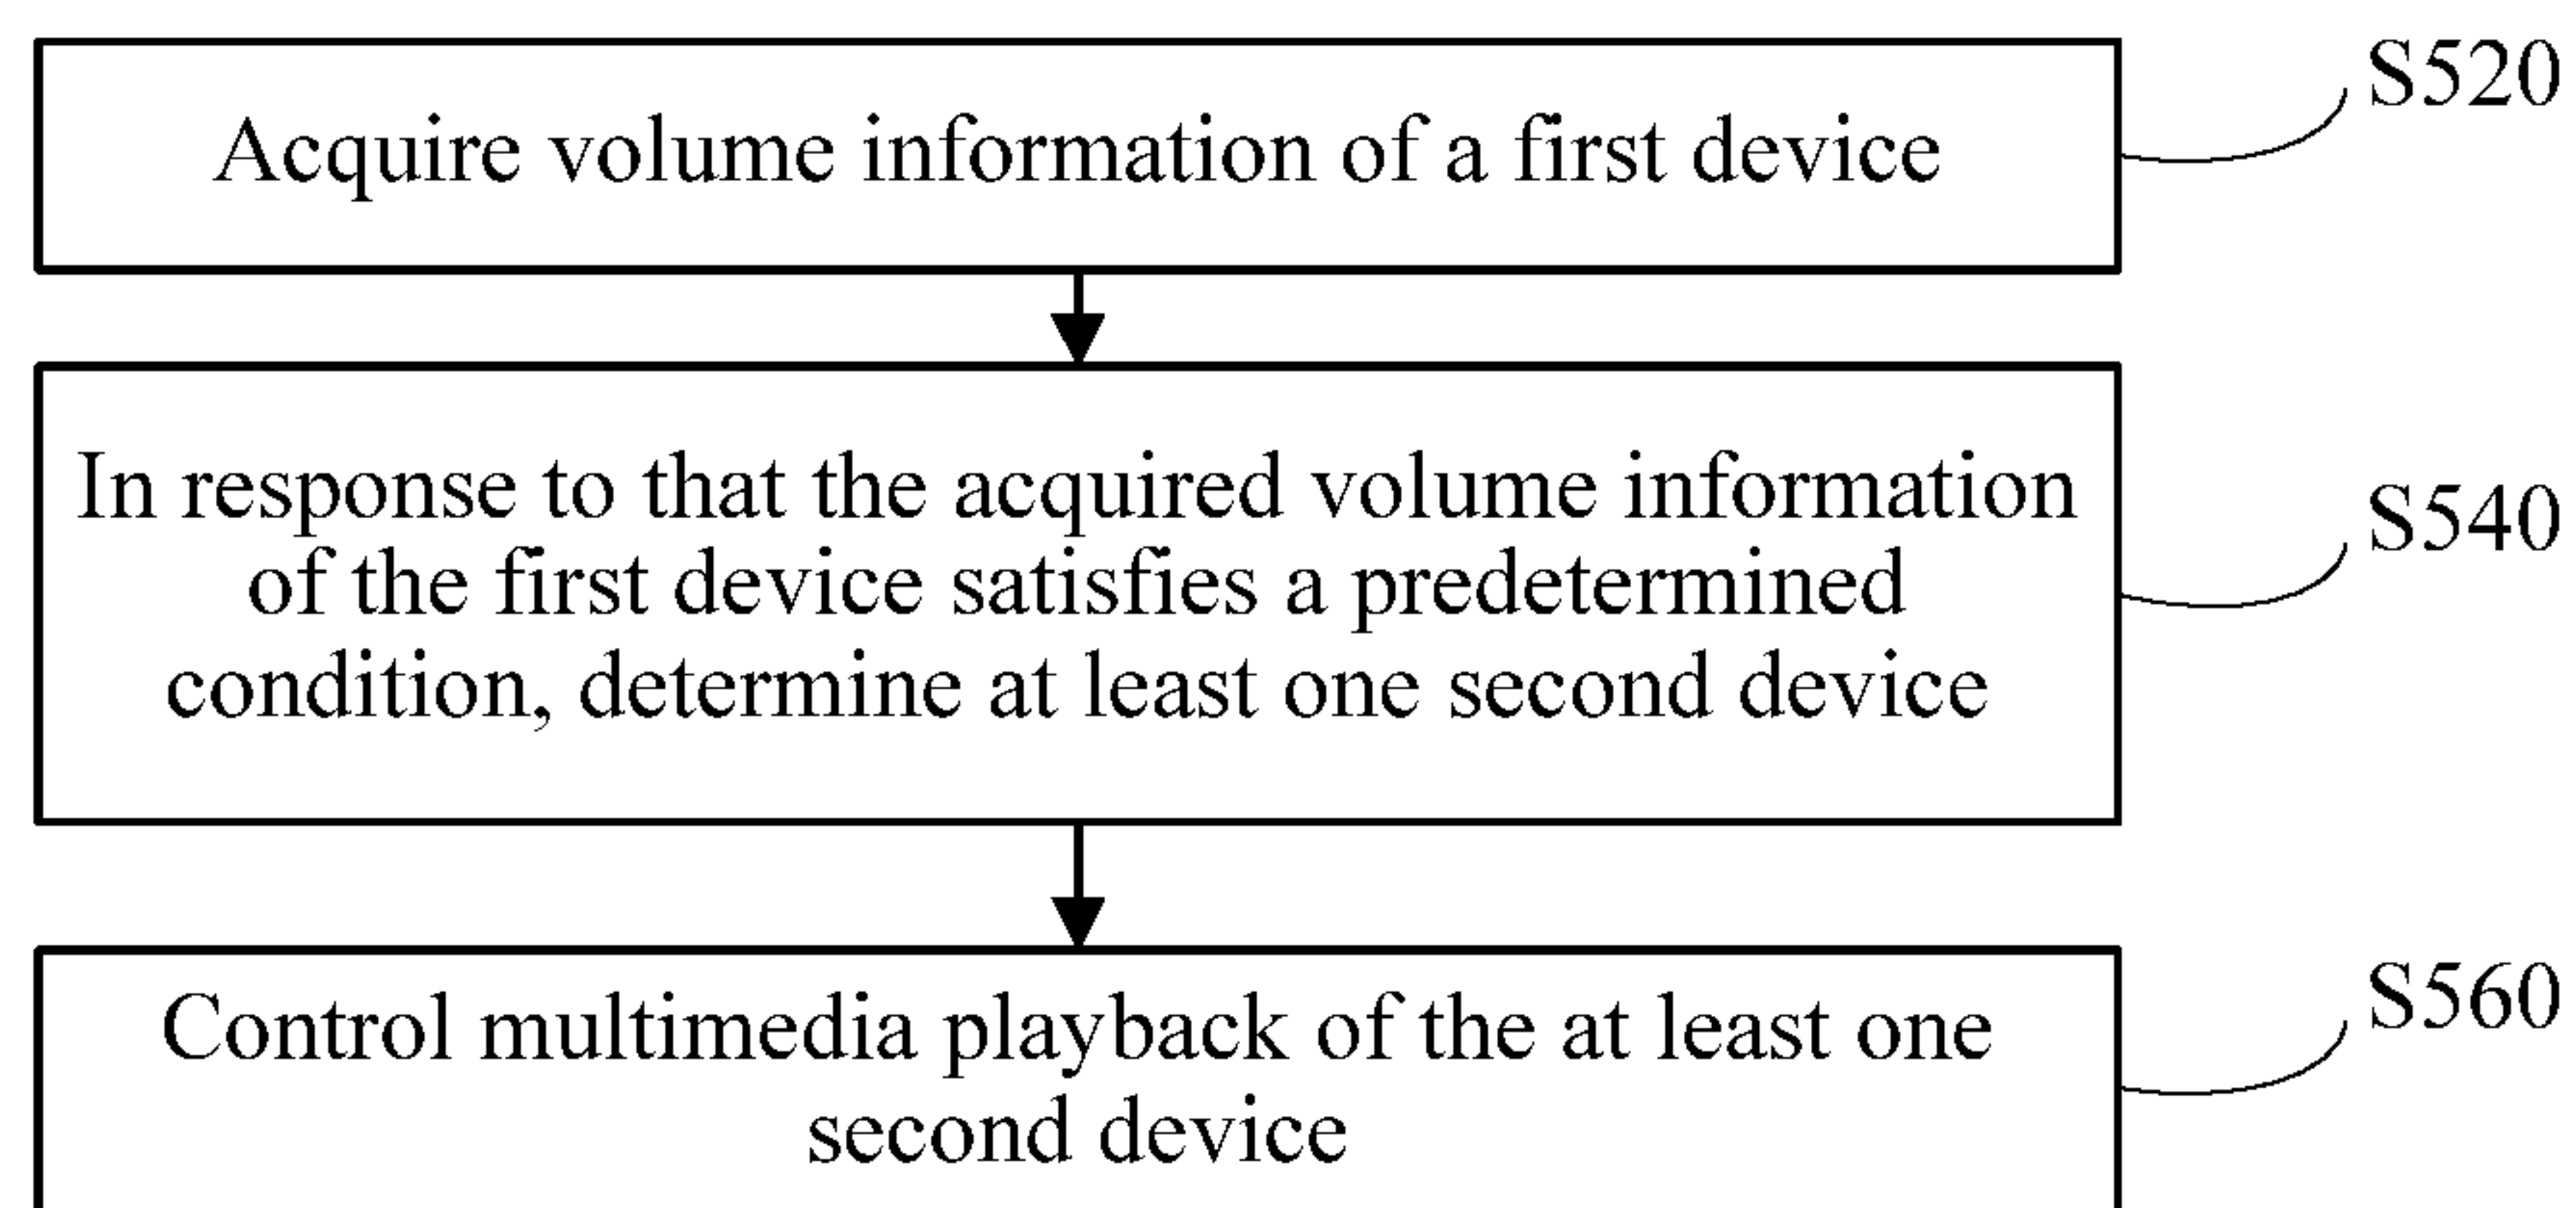 Acquire volume information of a first device
S520
In response to that the acquired volume information
of the first device satisfies a predetermined
condition, determine at least one second device
S540
Control multimedia playback of the at least one
second device
S560